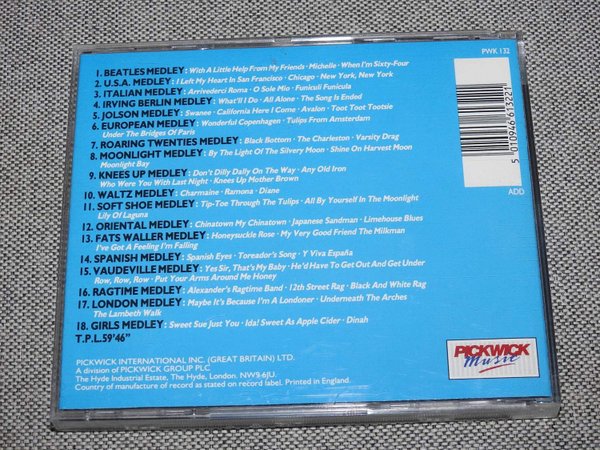 PWK 132
1. BEATLES MEDLEY: With A Little Help From My Friends · Michelle · When I'm Sixty-Four
2. U.S.A. MEDLEY: I Left My Heart In San Francisco · Chicago · New York, New York
3. ITALIAN MEDLEY: Arrivederci Roma · O Sole Mio · Funiculi Funicula
4. IRVING BERLIN MEDLEY: What'll I Do · All Alone · The Song Is Ended
5. JOLSON MEDLEY: Swanee · California Here I Come · Avalon · Toot Toot Tootsie
6. EUROPEAN MEDLEY: Wonderful Copenhagen · Tulips From Amsterdam
Under The Bridges Of Paris
7. ROARING TWENTIES MEDLEY: Black Bottom · The Charleston · Varsity Drag
8. MOONLIGHT MEDLEY: By The Light Of The Silvery Moon · Shine On Harvest Moon
Moonlight Bay
9. KNEES UP MEDLEY: Don't Dilly Dally On The Way · Any Old Iron
Who Were You With Last Night · Knees Up Mother Brown
10. WALTZ MEDLEY: Charmaine · Ramona · Diane
11. SOFT SHOE MEDLEY: Tip-Toe Through The Tulips · All By Yourself In The Moonlight
Lily Of Laguna
12. ORIENTAL MEDLEY: Chinatown My Chinatown · Japanese Sandman · Limehouse Blues
13. FATS WALLER MEDLEY: Honeysuckle Rose · My Very Good Friend The Milkman
I've Got A Feeling I'm Falling
14. SPANISH MEDLEY: Spanish Eyes · Toreador's Song · Y Viva España
15. VAUDEVILLE MEDLEY: Yes Sir, That's My Baby · He'd Have To Get Out And Get Under
Row, Row, Row · Put Your Arms Around Me Honey
16. RAGTIME MEDLEY: Alexander's Ragtime Band · 12th Street Rag · Black And White Rag
17. LONDON MEDLEY: Maybe It's Because I'm A Londoner · Underneath The Arches
The Lambeth Walk
18. GIRLS MEDLEY: Sweet Sue Just You · Ida! Sweet As Apple Cider · Dinah
T.P.L.59'46"
5 010946 613221
ADD
PICKWICK INTERNATIONAL INC. (GREAT BRITAIN) LTD.
A division of PICKWICK GROUP PLC
The Hyde Industrial Estate, The Hyde, London. NW9 6JU.
Country of manufacture of record as stated on record label. Printed in England.
PICKWICK
Music